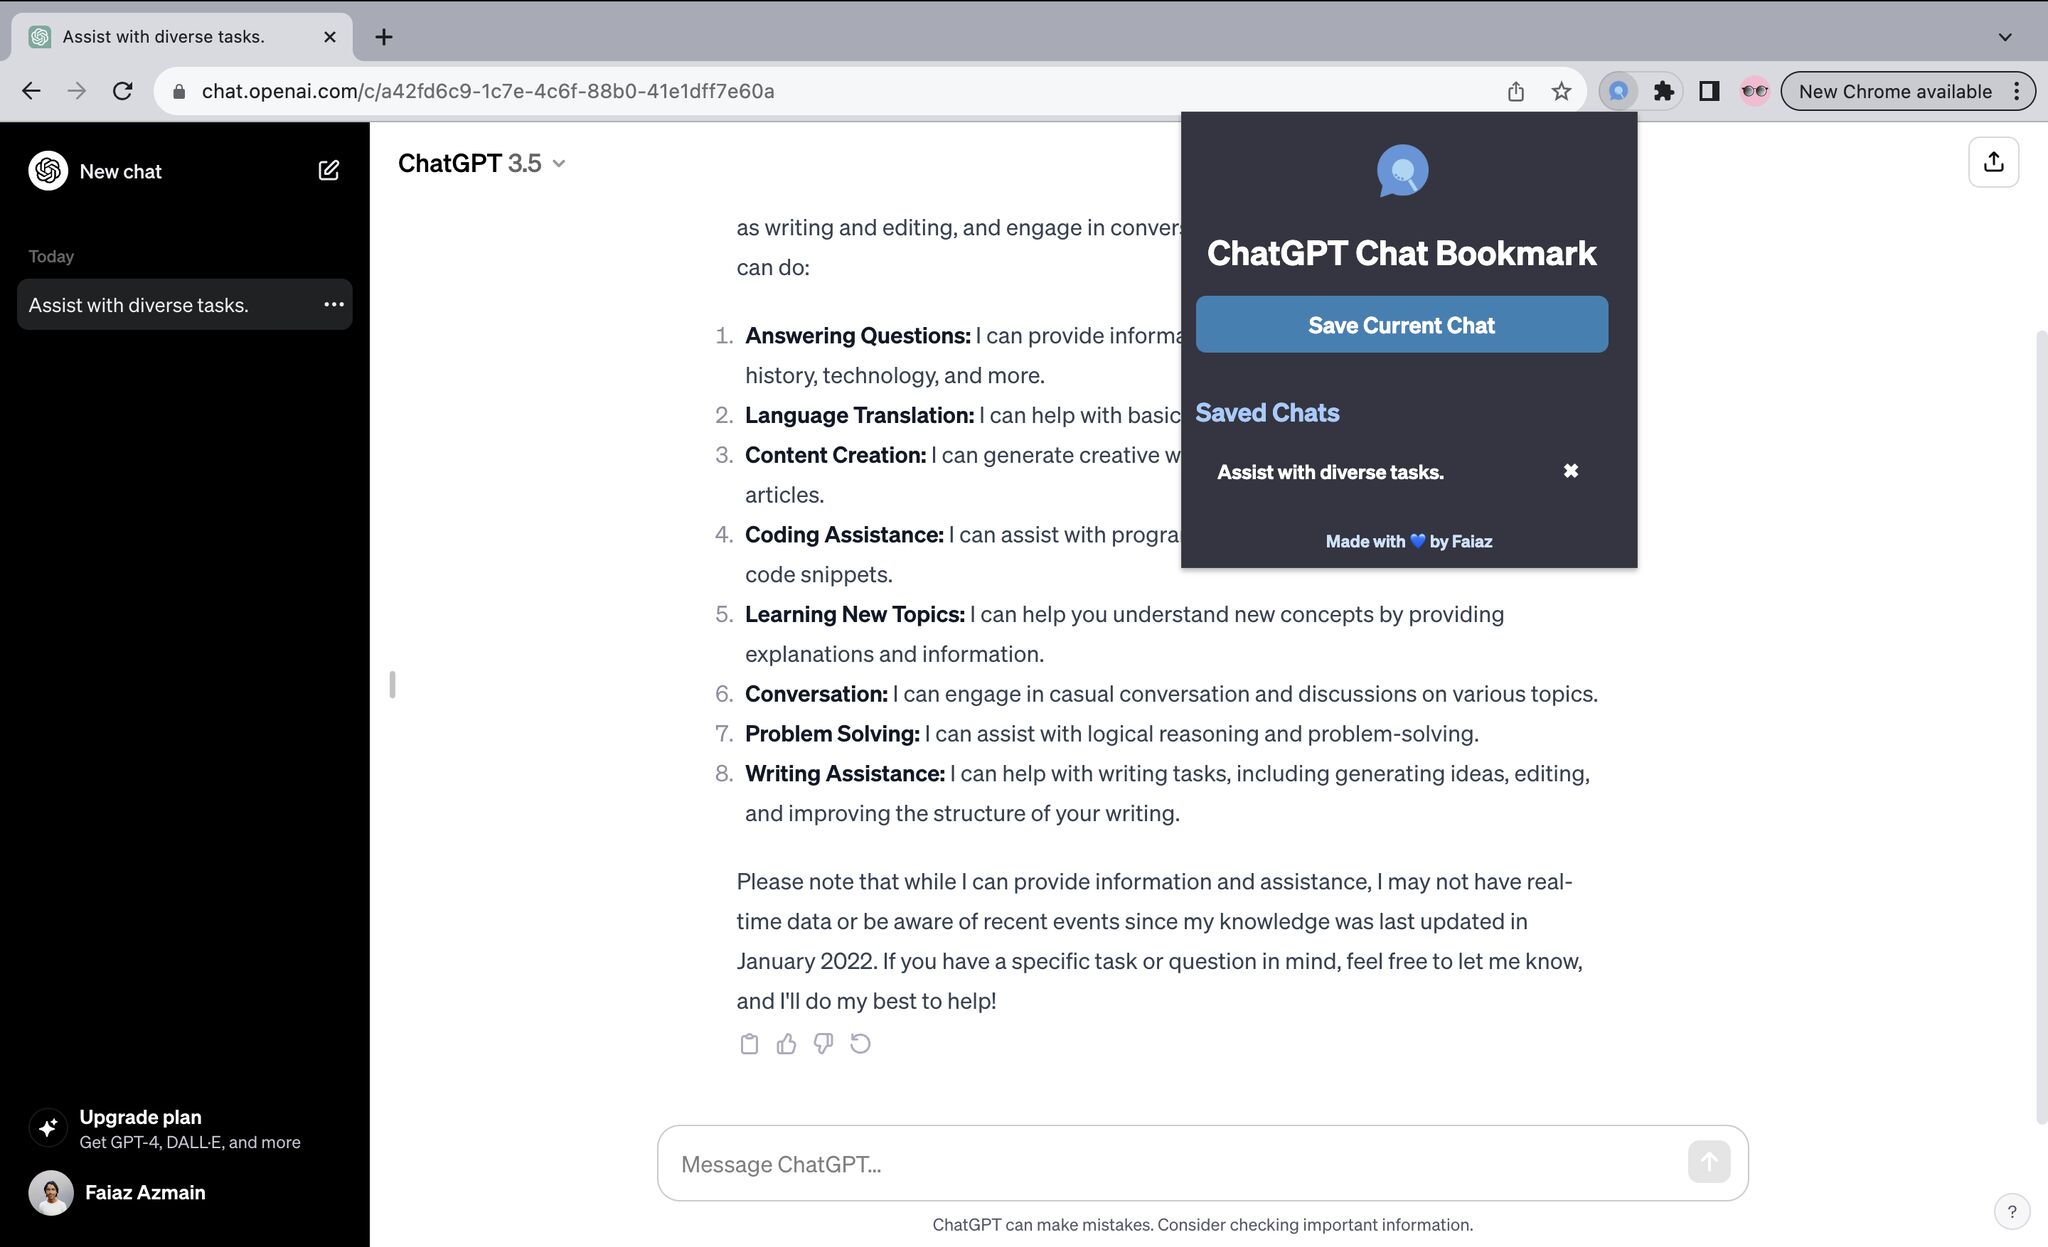 Assist with diverse tasks.
chat.openai.com/c/a42fd6c9-1c7e-4c6f-88b0-41e1dff7e60a
New Chrome available
New chat
Today
Assist with diverse tasks.
Upgrade plan
Get GPT-4, DALL·E, and more
Faiaz Azmain
ChatGPT 3.5
as writing and editing, and engage in
can do:
1. Answering Questions: I can provide
history, technology, and more.
2. Language Translation: I can help with basic
3. Content Creation: I can generate creative
articles.
4. Coding Assistance: I can assist with
code snippets.
5. Learning New Topics: I can help you understand new concepts by providing
explanations and information.
6. Conversation: I can engage in casual conversation and discussions on various topics.
7. Problem Solving: I can assist with logical reasoning and problem-solving.
8. Writing Assistance: I can help with writing tasks, including generating ideas, editing,
and improving the structure of your writing.
Please note that while I can provide information and assistance, I may not have real-
time data or be aware of recent events since my knowledge was last updated in
January 2022. If you have a specific task or question in mind, feel free to let me know,
and I'll do my best to help!
Message ChatGPT...
ChatGPT can make mistakes. Consider checking important information.
?
ChatGPT Chat Bookmark
Save Current Chat
Saved Chats
Assist with diverse tasks. ✖
Made with 💙 by Faiaz